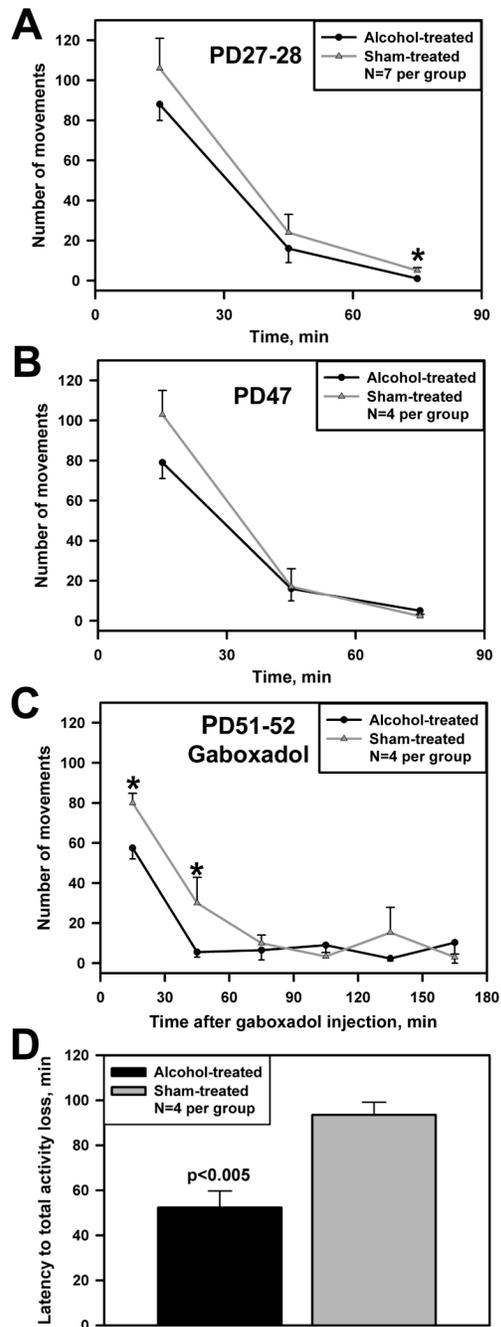 A
PD27-28
Alcohol-treated
Sham-treated
N=7 per group
Number of movements
120
100
80
60
40
20
0
*
0 30 60 90
Time, min
B
PD47
Alcohol-treated
Sham-treated
N=4 per group
Number of movements
120
100
80
60
40
20
0
0 30 60 90
Time, min
C
PD51-52
Gaboxadol
Alcohol-treated
Sham-treated
N=4 per group
Number of movements
120
100
80
60
40
20
0
*
*
0 30 60 90 120 150 180
Time after gaboxadol injection, min
D
Alcohol-treated
Sham-treated
N=4 per group
Latency to total activity loss, min
120
100
80
60
40
20
0
p<0.005